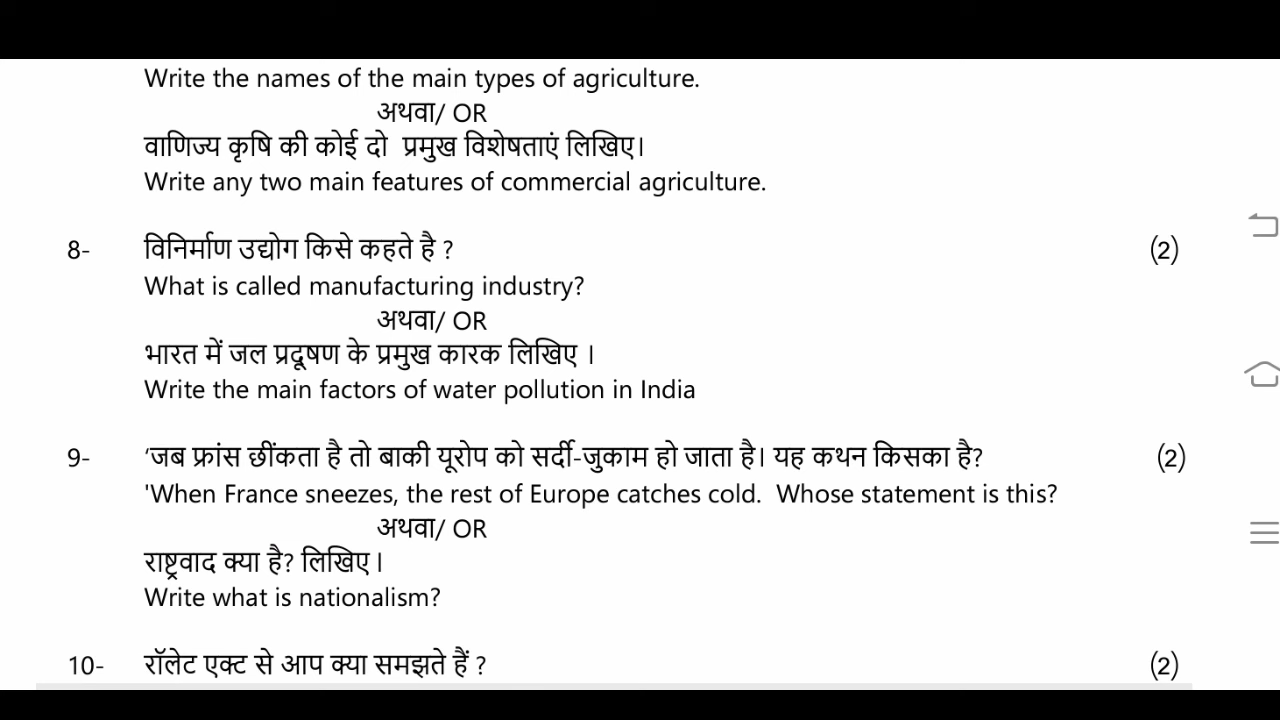 Write the names of the main types of agriculture.
अथवा/ OR
वाणिज्य कृषि की कोई दो प्रमुख विशेषताएं लिखिए।
Write any two main features of commercial agriculture.
8- विनिर्माण उद्योग किसे कहते है ? (2)
What is called manufacturing industry?
अथवा/ OR
भारत में जल प्रदूषण के प्रमुख कारक लिखिए ।
Write the main factors of water pollution in India
9- ‘जब फ्रांस छींकता है तो बाकी यूरोप को सर्दी-जुकाम हो जाता है। यह कथन किसका है? (2)
'When France sneezes, the rest of Europe catches cold. Whose statement is this?
अथवा/ OR
राष्ट्रवाद क्या है? लिखिए।
Write what is nationalism?
10- रॉलेट एक्ट से आप क्या समझते हैं ? (2)